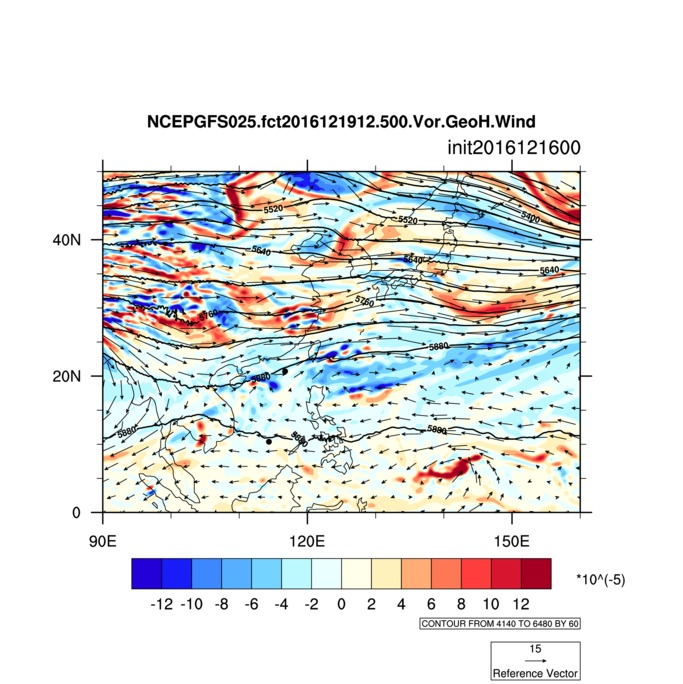 NCEPGFS025.fct2016121912.500.Vor.GeoH.Wind
init2016121600
5520
5520
5400
40N
5640
5640
5640
5760
5760
5880
20N
5880
5880
5880
0
90E 120E 150E
-12 -10 -8 -6 -4 -2 0 2 4 6 8 10 12
*10^(-5)
CONTOUR FROM 4140 TO 6480 BY 60
15
Reference Vector